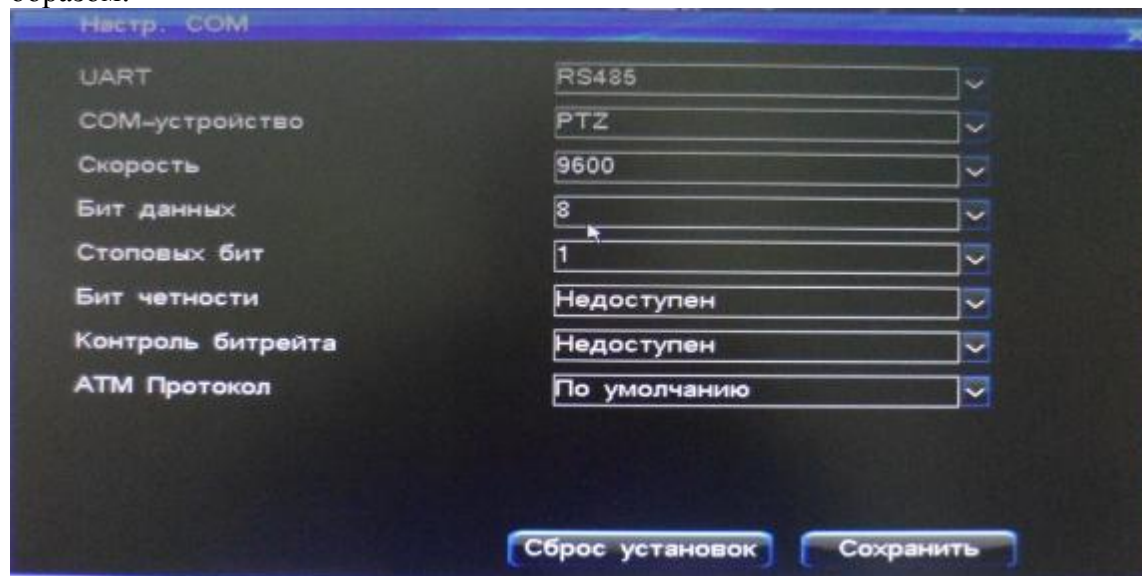 образом.
Настр. COM
UART RS485
COM-устройство PTZ
Скорость 9600
Бит данных 8
Стоповых бит 1
Бит четности Недоступен
Контроль битрейта Недоступен
ATM Протокол По умолчанию
Сброс установок Сохранить